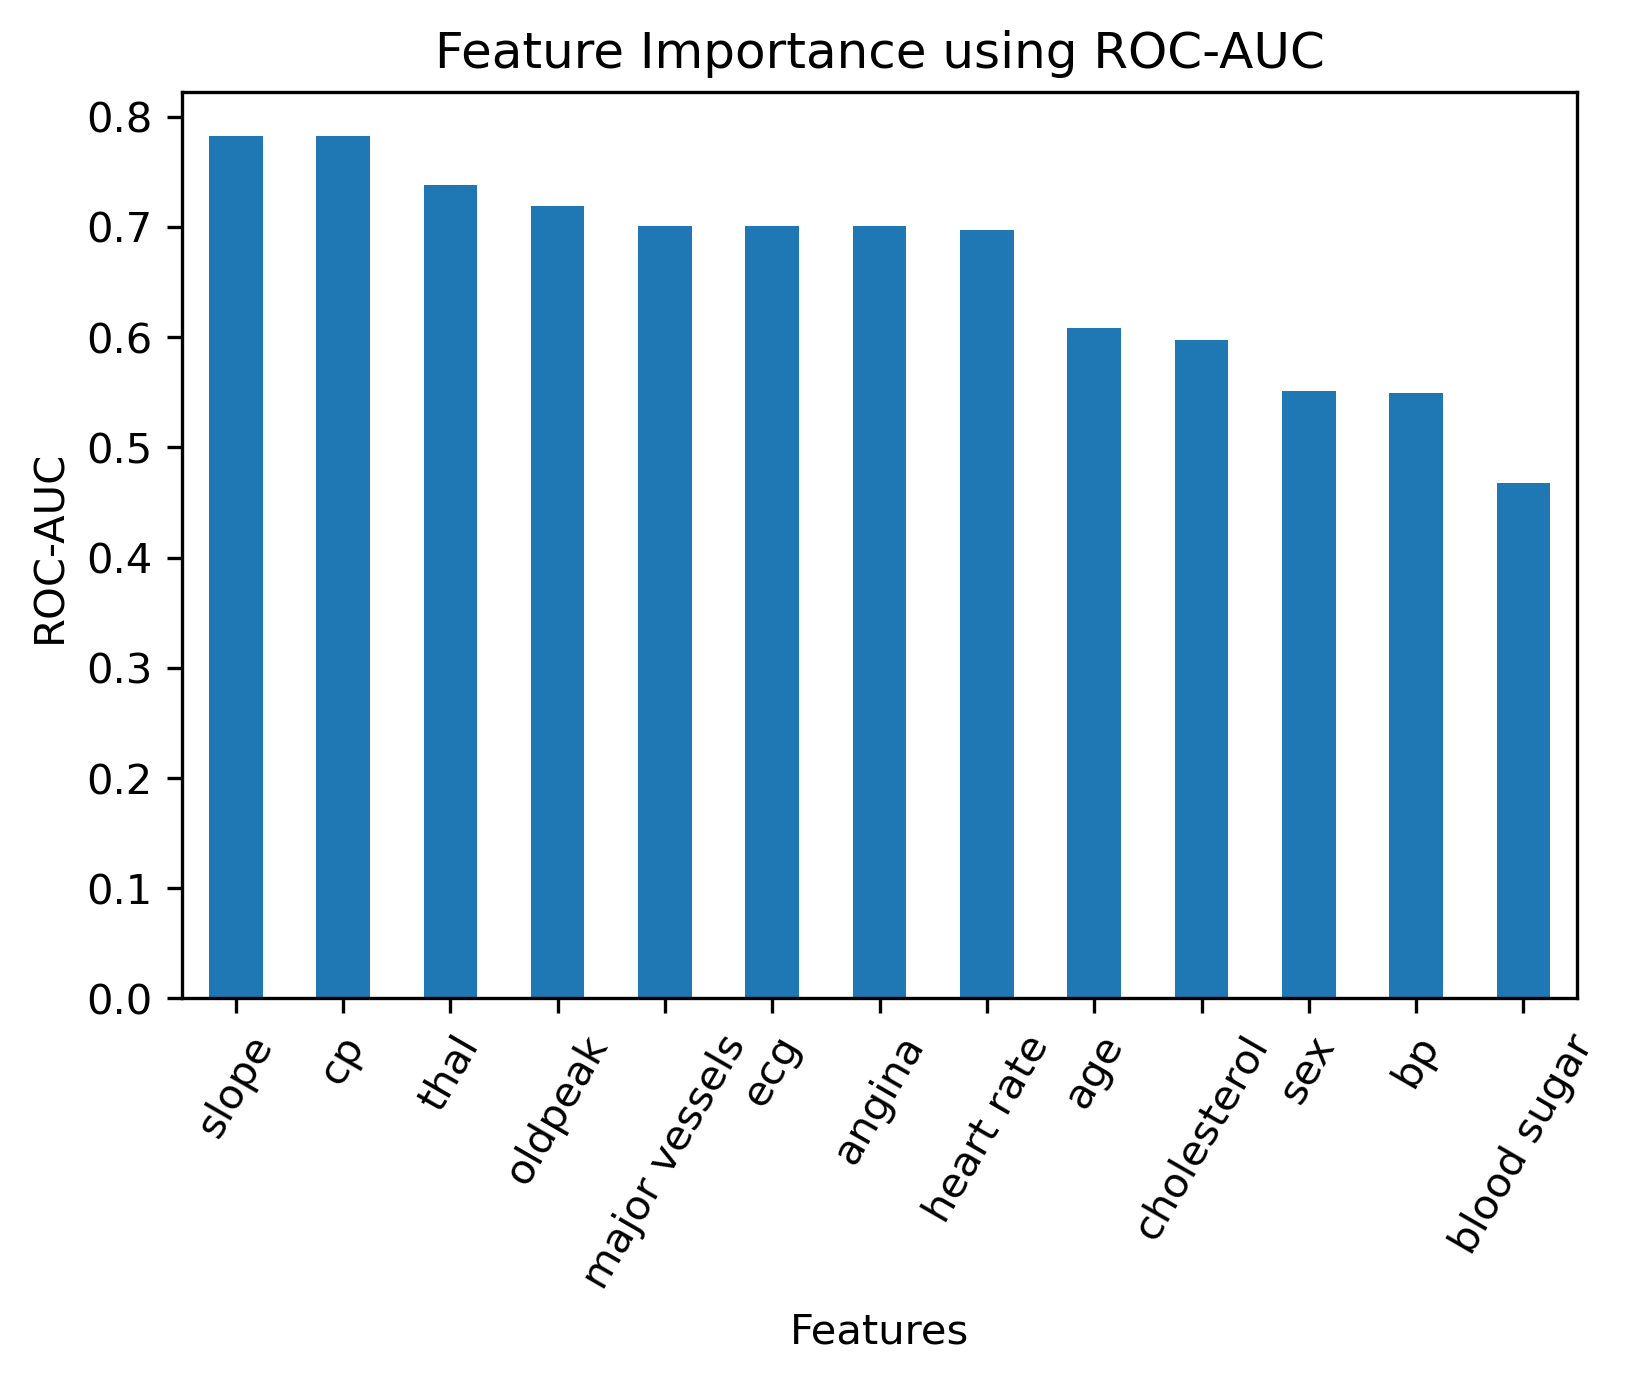 Feature Importance using ROC-AUC
ROC-AUC
0.8
0.7
0.6
0.5
0.4
0.3
0.2
0.1
0.0
slope
cp
thal
oldpeak
major vessels
ecg
angina
heart rate
age
cholesterol
sex
bp
blood sugar
Features